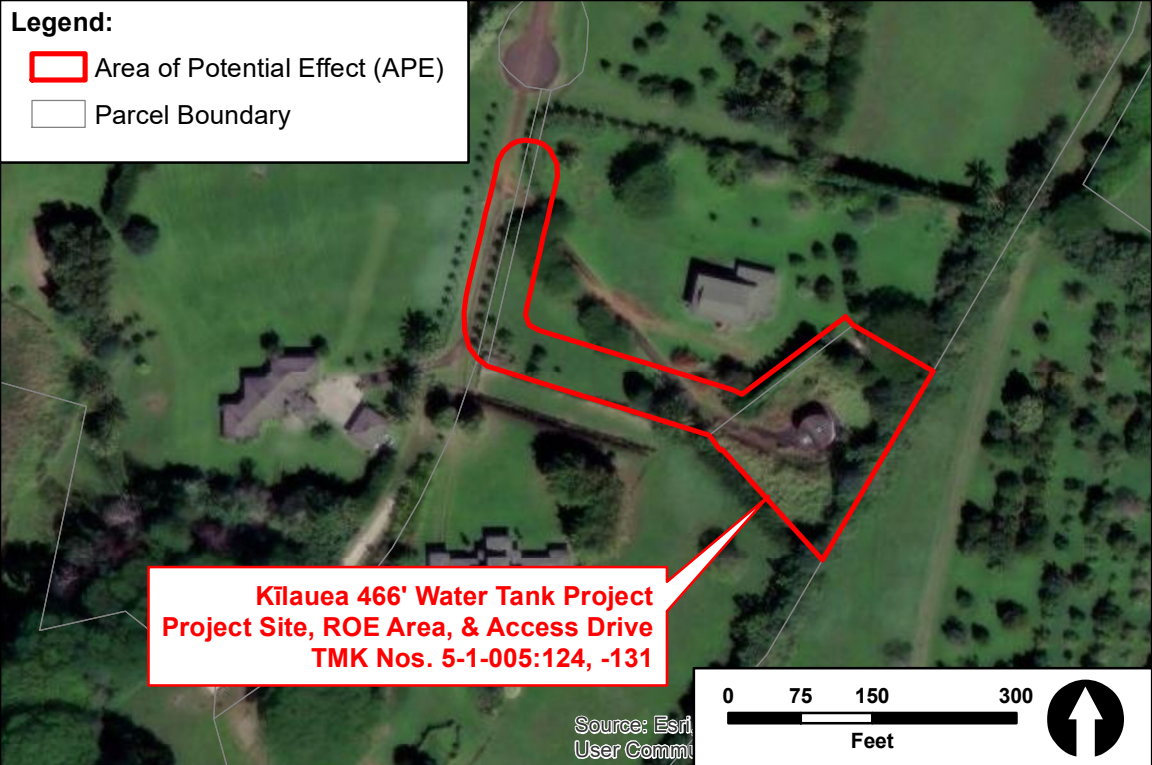 Legend:
Area of Potential Effect (APE)
Parcel Boundary
Kīlauea 466' Water Tank Project
Project Site, ROE Area, & Access Drive
TMK Nos. 5-1-005:124, -131
0 75 150 300
Feet
Source: Esri,
User Commu